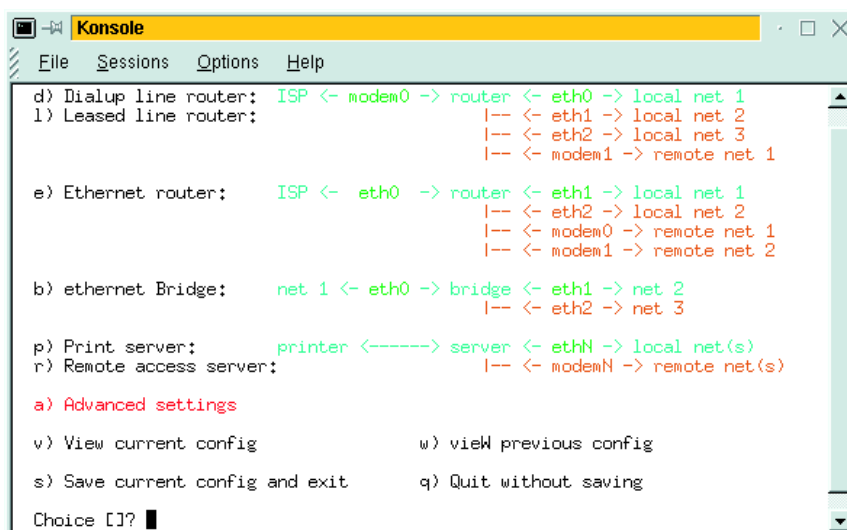 Konsole
File Sessions Options Help
d) Dialup line router: ISP <- modem0 -> router <- eth0 -> local net 1
l) Leased line router: |-- <- eth1 -> local net 2
|-- <- eth2 -> local net 3
|-- <- modem1 -> remote net 1
e) Ethernet router: ISP <- eth0 -> router <- eth1 -> local net 1
|-- <- eth2 -> local net 2
|-- <- modem0 -> remote net 1
|-- <- modem1 -> remote net 2
b) ethernet Bridge: net 1 <- eth0 -> bridge <- eth1 -> net 2
|-- <- eth2 -> net 3
p) Print server: printer <------> server <- ethN -> local net(s)
r) Remote access server: |-- <- modemN -> remote net(s)
a) Advanced settings
v) View current config w) vieW previous config
s) Save current config and exit q) Quit without saving
Choice []?